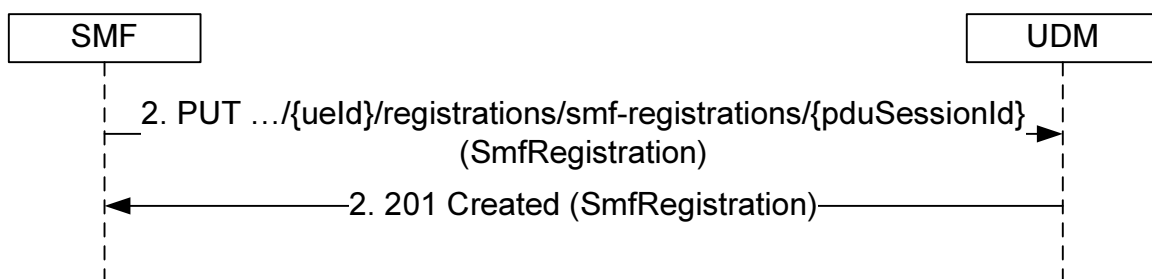 SMF
UDM
2. PUT …/{ueId}/registrations/smf-registrations/{pduSessionId}
(SmfRegistration)
2. 201 Created (SmfRegistration)